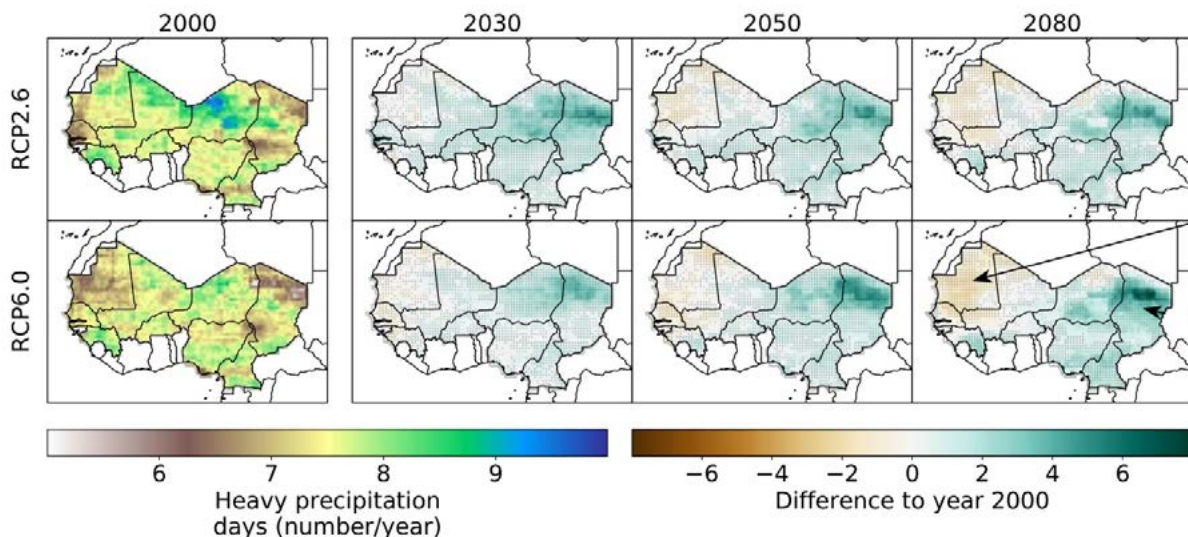 2000 2030 2050 2080
RCP2.6
RCP6.0
6 7 8 9
Heavy precipitation
days (number/year)
−6 −4 −2 0 2 4 6
Difference to year 2000